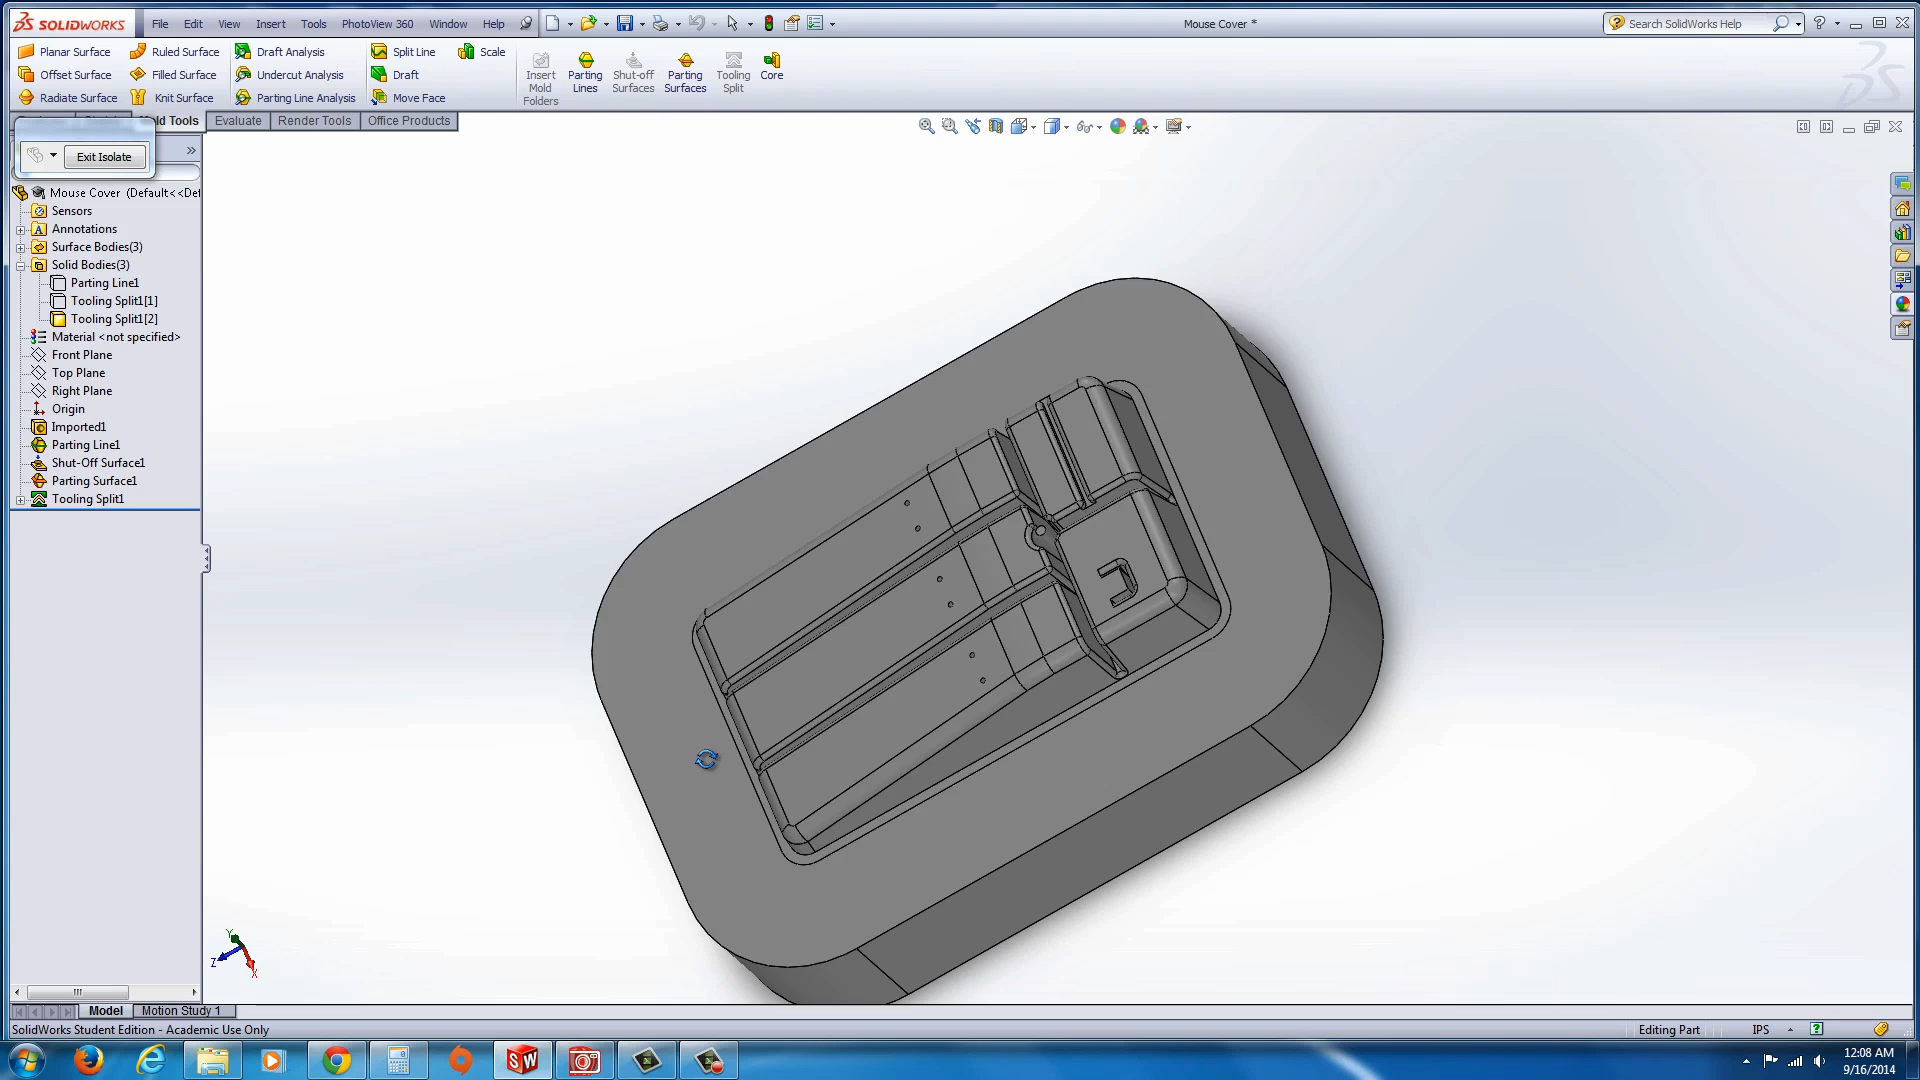 SOLIDWORKS File Edit View Insert Tools PhotoView 360 Window Help Mouse Cover * Search SolidWorks Help
Planar Surface Ruled Surface Draft Analysis Split Line Scale
Offset Surface Filled Surface Undercut Analysis Draft
Radiate Surface Knit Surface Parting Line Analysis Move Face
Insert Mold Folders
Parting Lines
Shut-off Surfaces
Parting Surfaces
Tooling Split
Core
Mold Tools Evaluate Render Tools Office Products
Exit Isolate
Mouse Cover (Default<<Def
Sensors
Annotations
Surface Bodies(3)
Solid Bodies(3)
Parting Line1
Tooling Split1[1]
Tooling Split1[2]
Material <not specified>
Front Plane
Top Plane
Right Plane
Origin
Imported1
Parting Line1
Shut-Off Surface1
Parting Surface1
Tooling Split1
Y
Z
X
Model Motion Study 1
SolidWorks Student Edition - Academic Use Only Editing Part IPS
SW
12:08 AM
9/16/2014